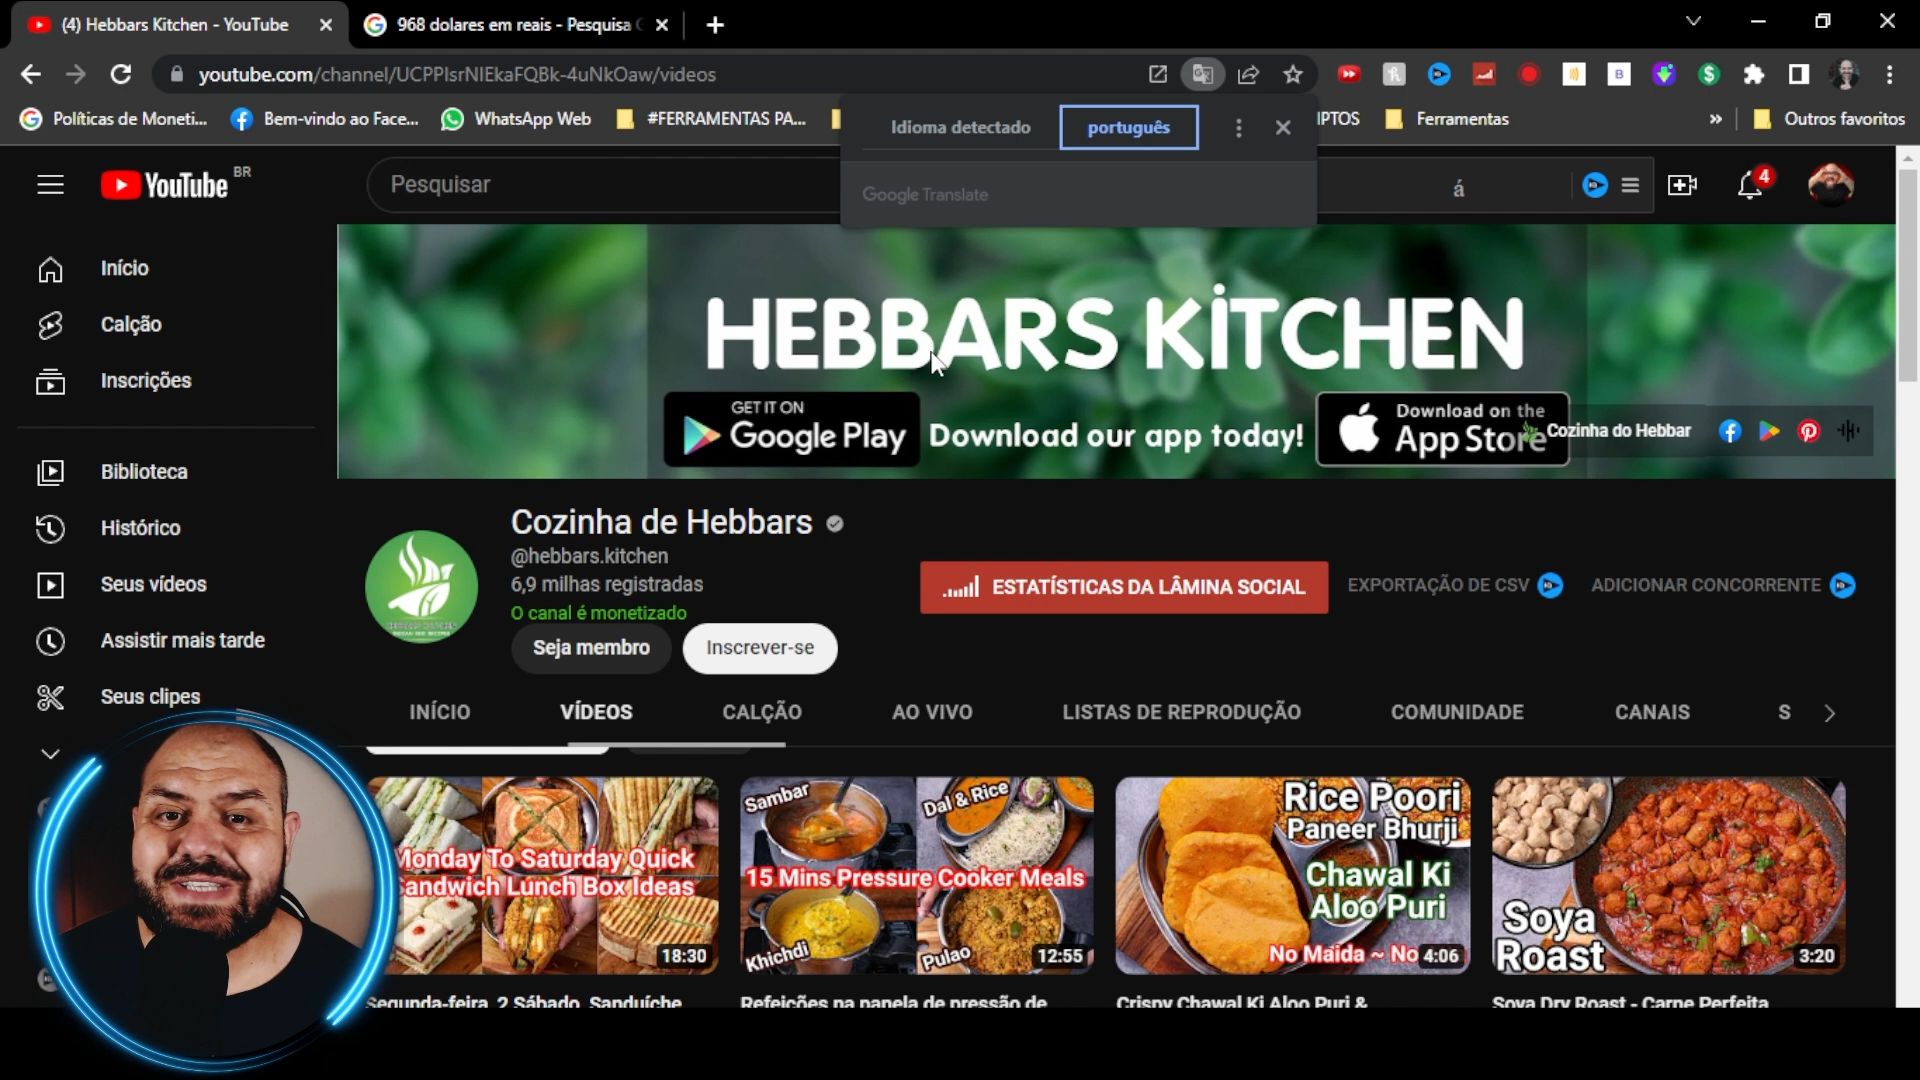 (4) Hebbars Kitchen - YouTube
968 dolares em reais - Pesquisa
youtube.com/channel/UCPPIsrNIEkaFQBk-4uNkOaw/videos
Políticas de Moneti...
Bem-vindo ao Face...
WhatsApp Web
#FERRAMENTAS PA...
IPTOS
Ferramentas
Outros favoritos
Idioma detectado
português
Google Translate
YouTube BR
Pesquisar
á
4
Início
Calção
Inscrições
Biblioteca
Histórico
Seus vídeos
Assistir mais tarde
Seus clipes
HEBBARS KITCHEN
GET IT ON
Google Play
Download our app today!
Download on the
App Store
Cozinha do Hebbar
Cozinha de Hebbars
@hebbars.kitchen
6,9 milhas registradas
O canal é monetizado
Seja membro
Inscrever-se
ESTATÍSTICAS DA LÂMINA SOCIAL
EXPORTAÇÃO DE CSV
ADICIONAR CONCORRENTE
INÍCIO
VÍDEOS
CALÇÃO
AO VIVO
LISTAS DE REPRODUÇÃO
COMUNIDADE
CANAIS
S
Monday To Saturday Quick
Sandwich Lunch Box Ideas
18:30
Sambar
Dal & Rice
15 Mins Pressure Cooker Meals
Khichdi
Pulao
12:55
Rice Poori
Paneer Bhurji
Chawal Ki
Aloo Puri
No Maida ~ No
4:06
Soya
Roast
3:20
Segunda-feira, 2 Sábado, Sanduíche
Refeições na panela de pressão de
Crispy Chawal Ki Aloo Puri &
Soya Dry Roast - Carne Perfeita